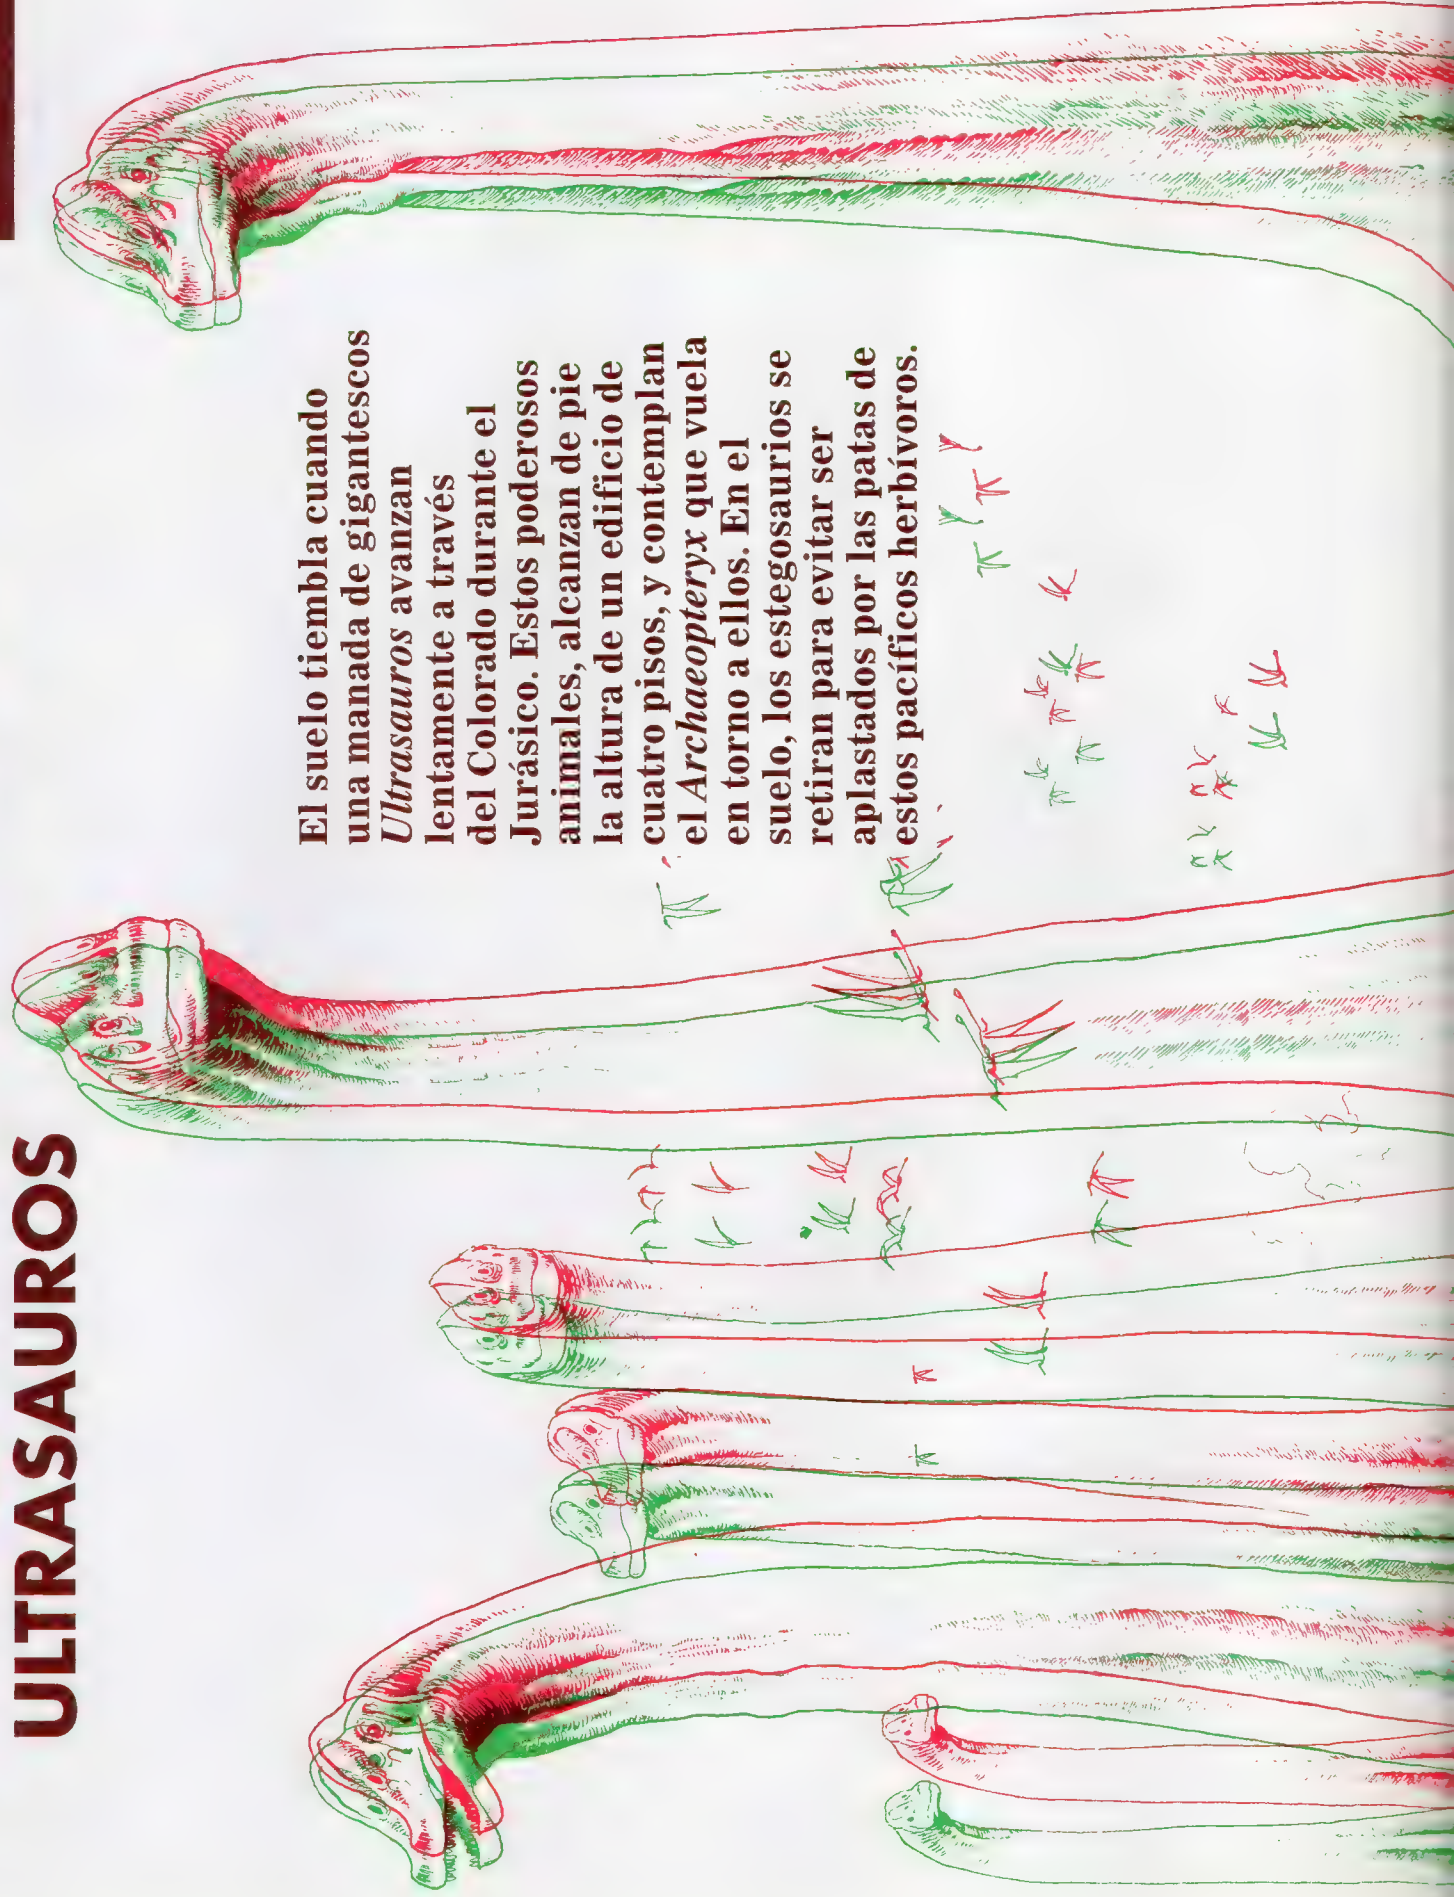 ULTRASAUROS
El suelo tiembla cuando
una manada de gigantescos
Ultrasauros avanzan
lentamente a través
del Colorado durante el
Jurásico. Estos poderosos
animales, alcanzan de pie
la altura de un edificio de
cuatro pisos, y contemplan
el Archaeopteryx que vuela
en torno a ellos. En el
suelo, los estegosaurios se
retiran para evitar ser
aplastados por las patas de
estos pacíficos herbívoros.